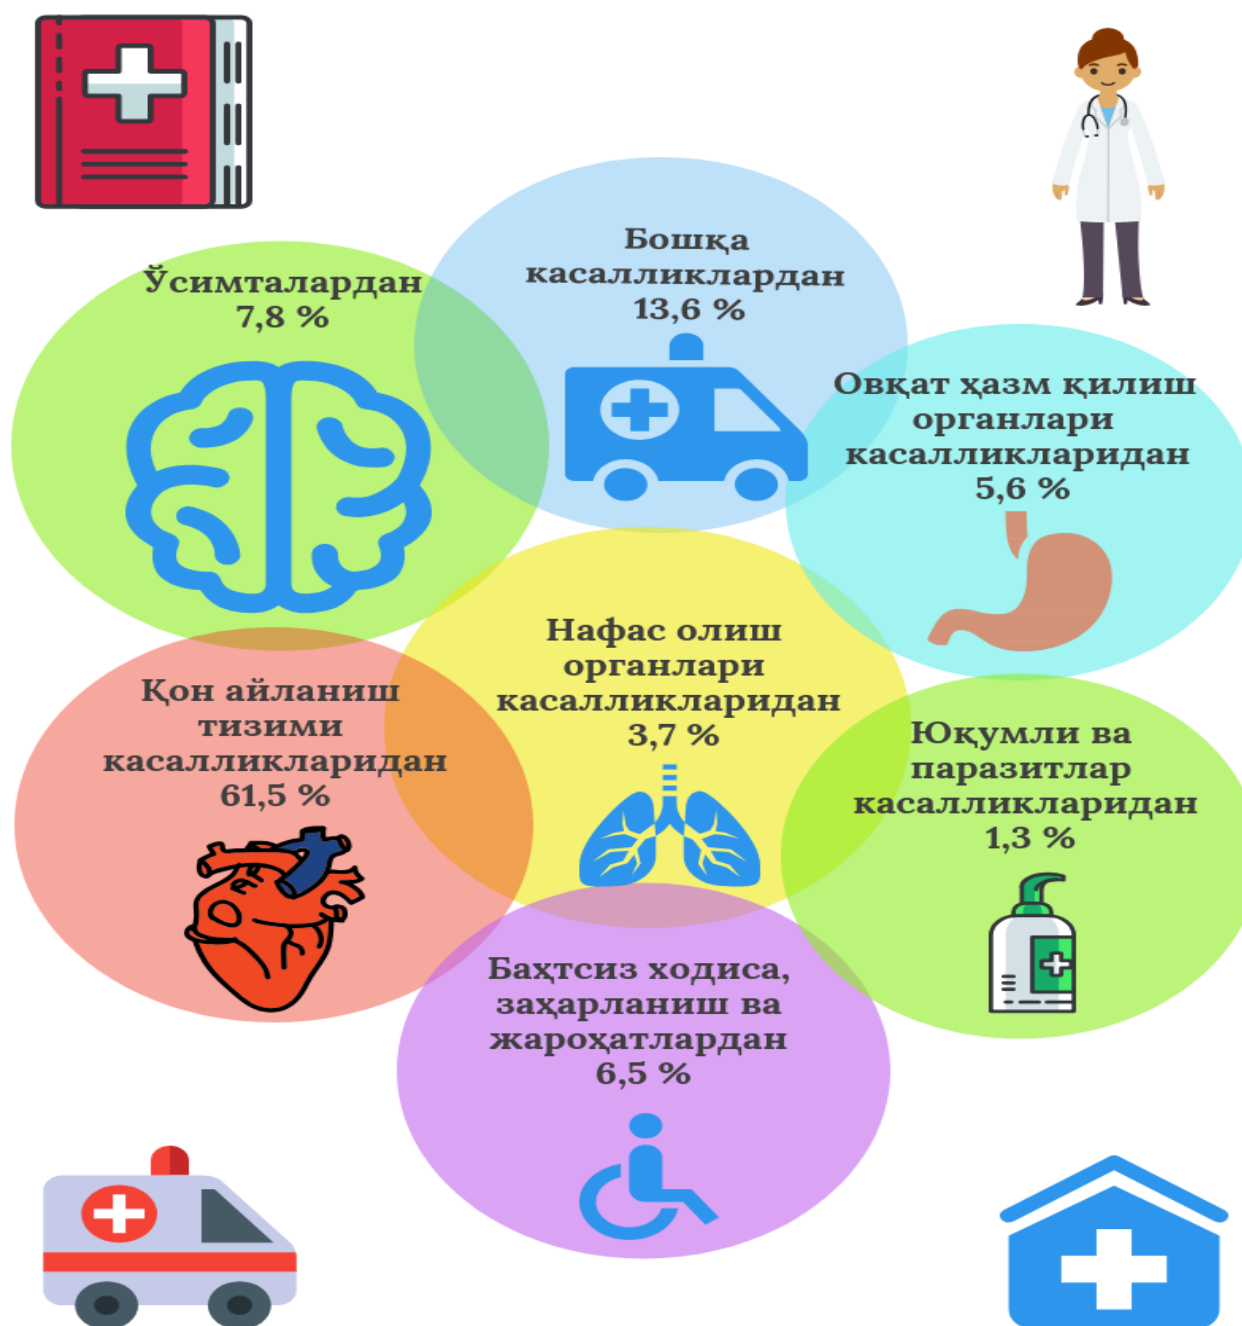 Ўсимталардан
7,8 %
Бошқа
касалликлардан
13,6 %
Овқат ҳазм қилиш
органлари
касалликларидан
5,6 %
Нафас олиш
органлари
касалликларидан
3,7 %
Қон айланиш
тизими
касалликларидан
61,5 %
Юқумли ва
паразитлар
касалликларидан
1,3 %
Баҳтсиз ходиса,
заҳарланиш ва
жароҳатлардан
6,5 %